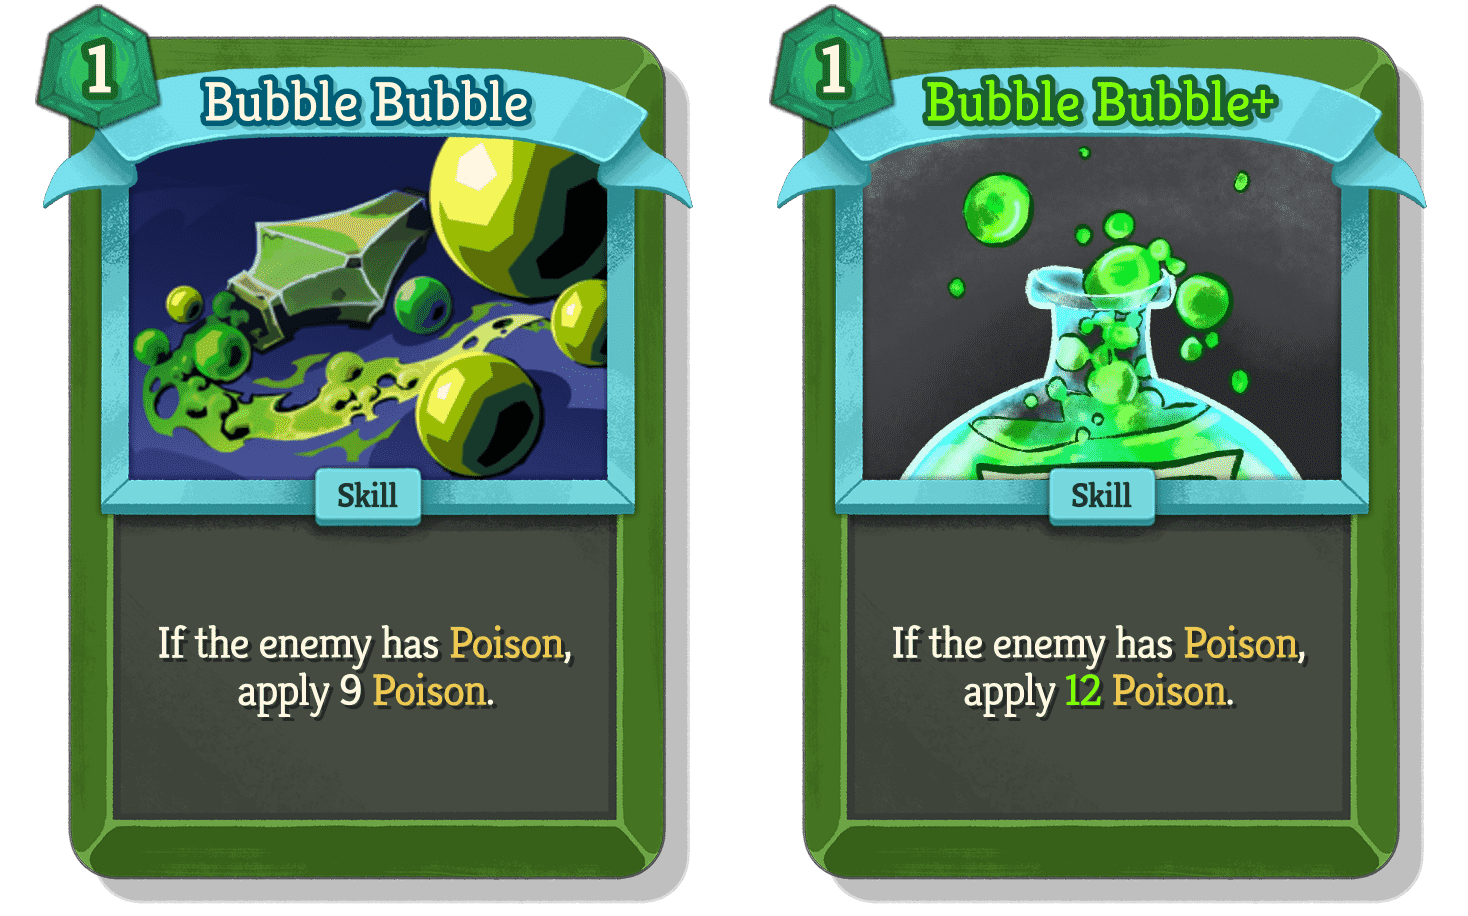 1
Bubble Bubble
Skill
If the enemy has Poison,
apply 9 Poison.
1
Bubble Bubble+
Skill
If the enemy has Poison,
apply 12 Poison.